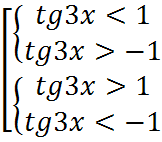 tg3x < 1
tg3x > −1
tg3x > 1
tg3x < −1